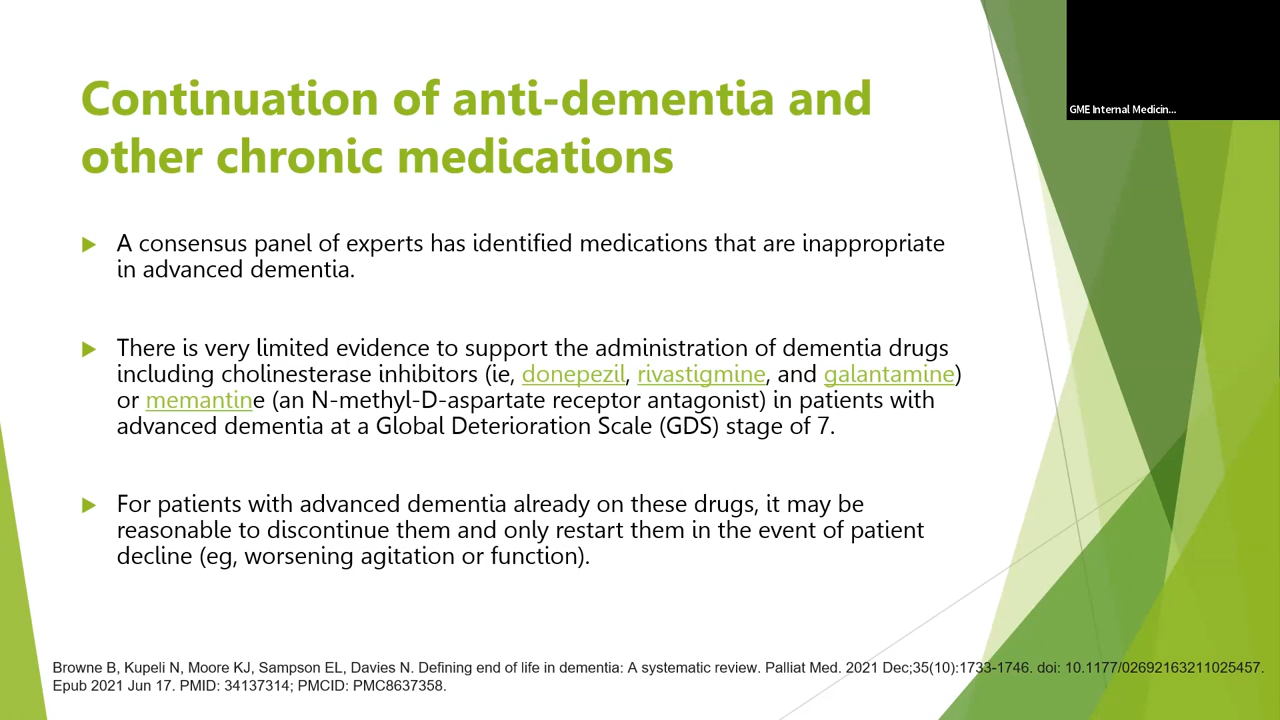 GME Internal Medicin...
Continuation of anti-dementia and
other chronic medications
A consensus panel of experts has identified medications that are inappropriate
in advanced dementia.
There is very limited evidence to support the administration of dementia drugs
including cholinesterase inhibitors (ie, donepezil, rivastigmine, and galantamine)
or memantine (an N-methyl-D-aspartate receptor antagonist) in patients with
advanced dementia at a Global Deterioration Scale (GDS) stage of 7.
For patients with advanced dementia already on these drugs, it may be
reasonable to discontinue them and only restart them in the event of patient
decline (eg, worsening agitation or function).
Browne B, Kupeli N, Moore KJ, Sampson EL, Davies N. Defining end of life in dementia: A systematic review. Palliat Med. 2021 Dec;35(10):1733-1746. doi: 10.1177/02692163211025457.
Epub 2021 Jun 17. PMID: 34137314; PMCID: PMC8637358.